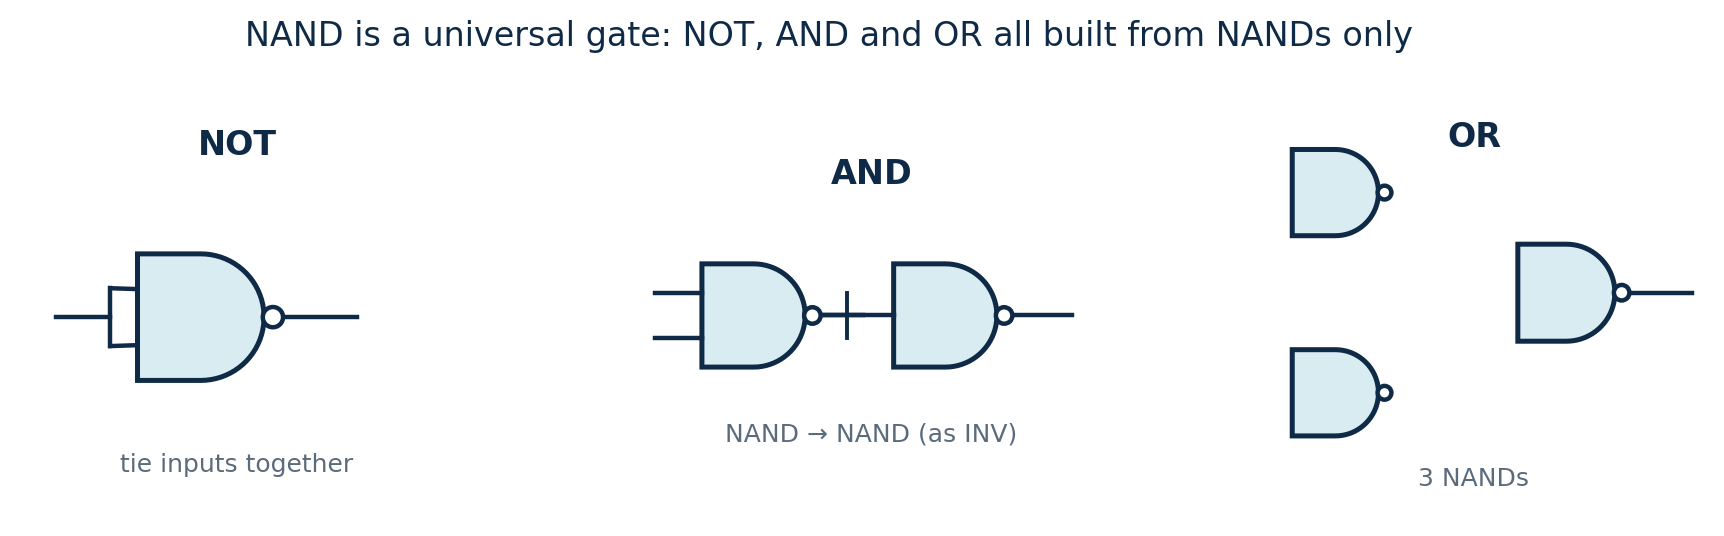 NAND is a universal gate: NOT, AND and OR all built from NANDs only
NOT
AND
OR
tie inputs together
NAND → NAND (as INV)
3 NANDs